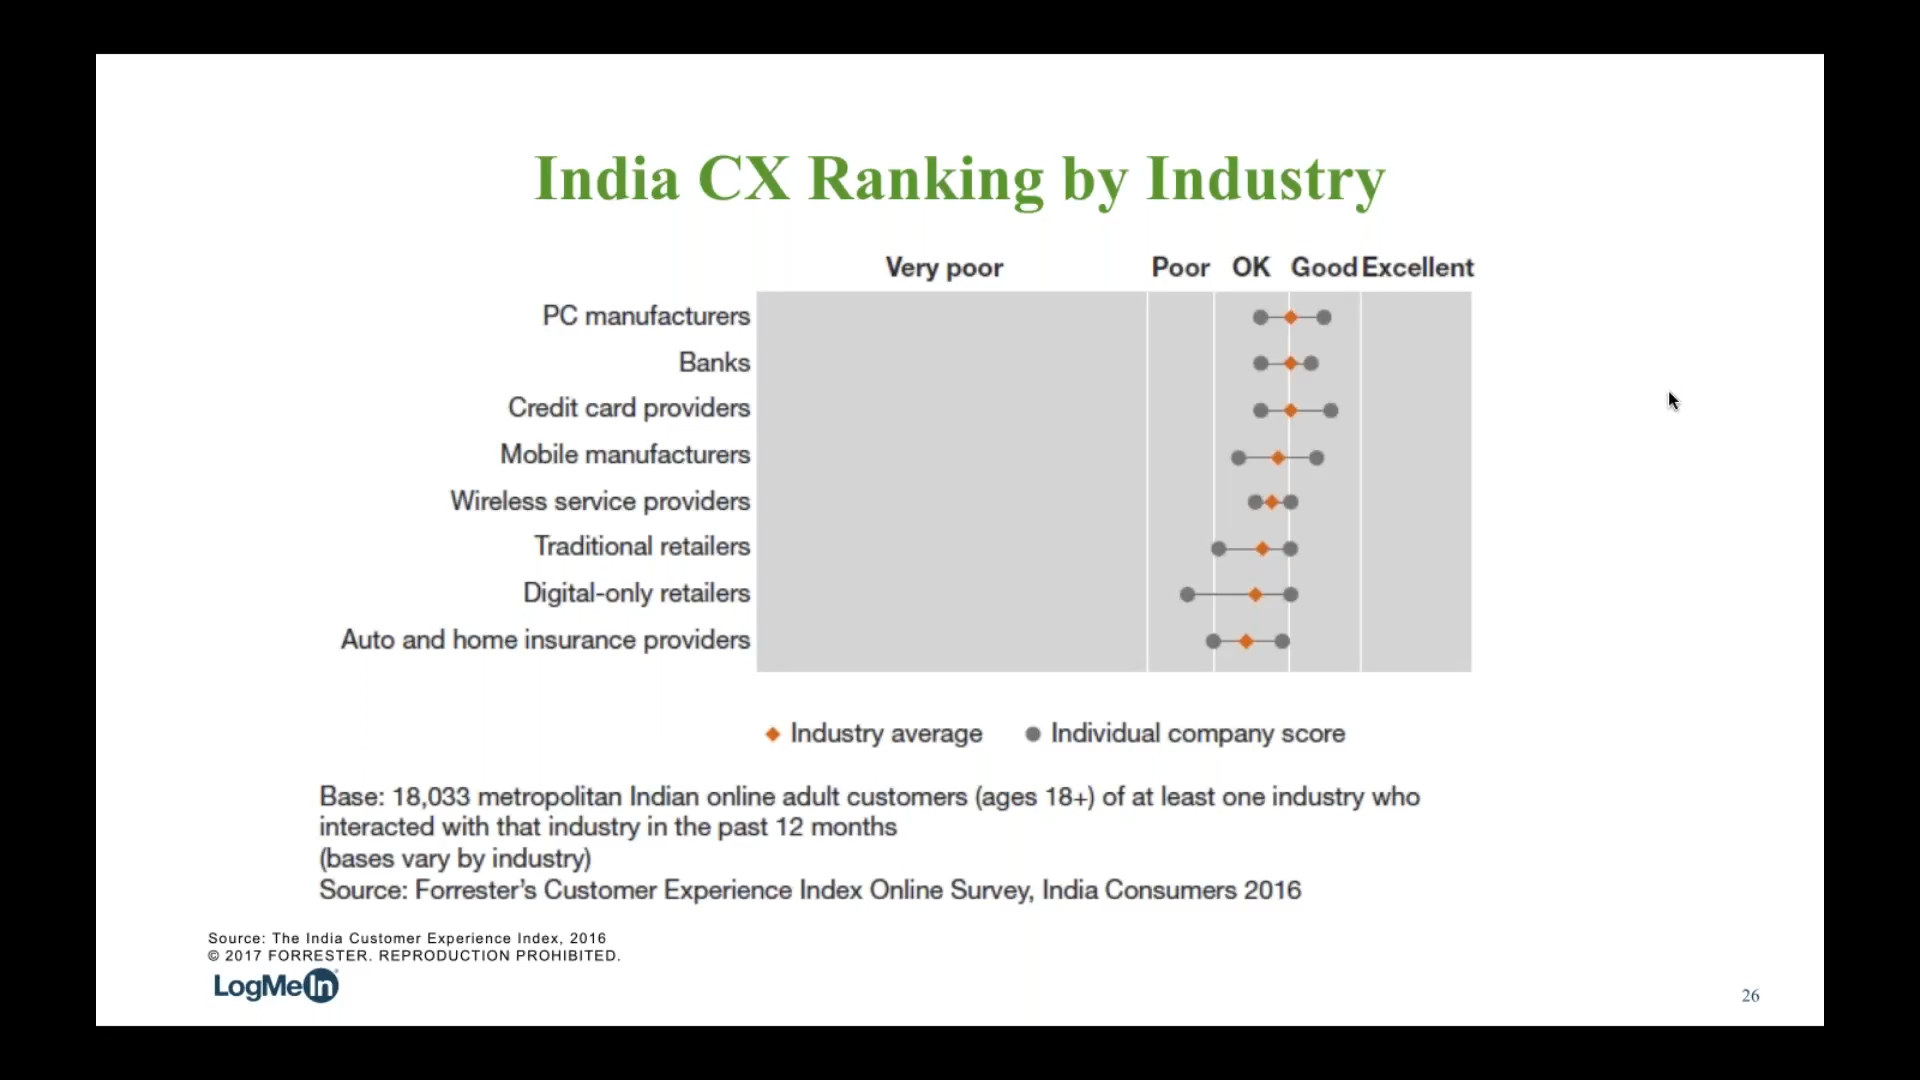 India CX Ranking by Industry
Very poor Poor OK Good Excellent
PC manufacturers
Banks
Credit card providers
Mobile manufacturers
Wireless service providers
Traditional retailers
Digital-only retailers
Auto and home insurance providers
Industry average Individual company score
Base: 18,033 metropolitan Indian online adult customers (ages 18+) of at least one industry who
interacted with that industry in the past 12 months
(bases vary by industry)
Source: Forrester’s Customer Experience Index Online Survey, India Consumers 2016
Source: The India Customer Experience Index, 2016
© 2017 FORRESTER. REPRODUCTION PROHIBITED.
LogMeIn
26